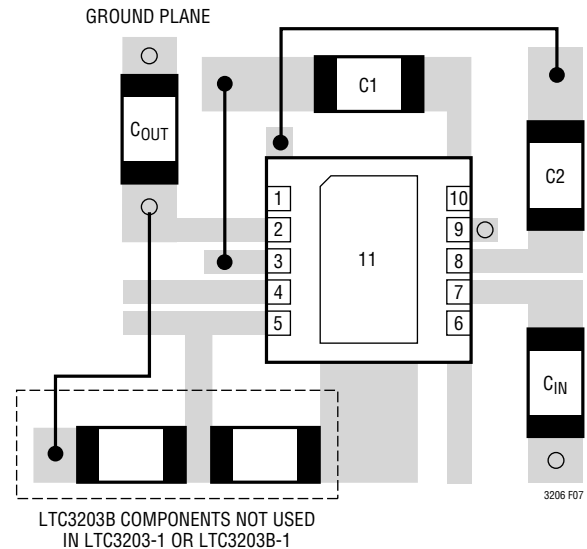 GROUND PLANE
C1
COUT
C2
1
10
2
9
3
11
8
4
7
5
6
CIN
3206 F07
LTC3203B COMPONENTS NOT USED
IN LTC3203-1 OR LTC3203B-1